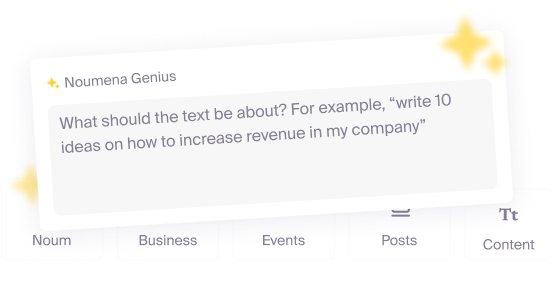 Noumena Genius
What should the text be about? For example, “write 10
ideas on how to increase revenue in my company”
Tt
Noum
Business
Events
Posts
Content